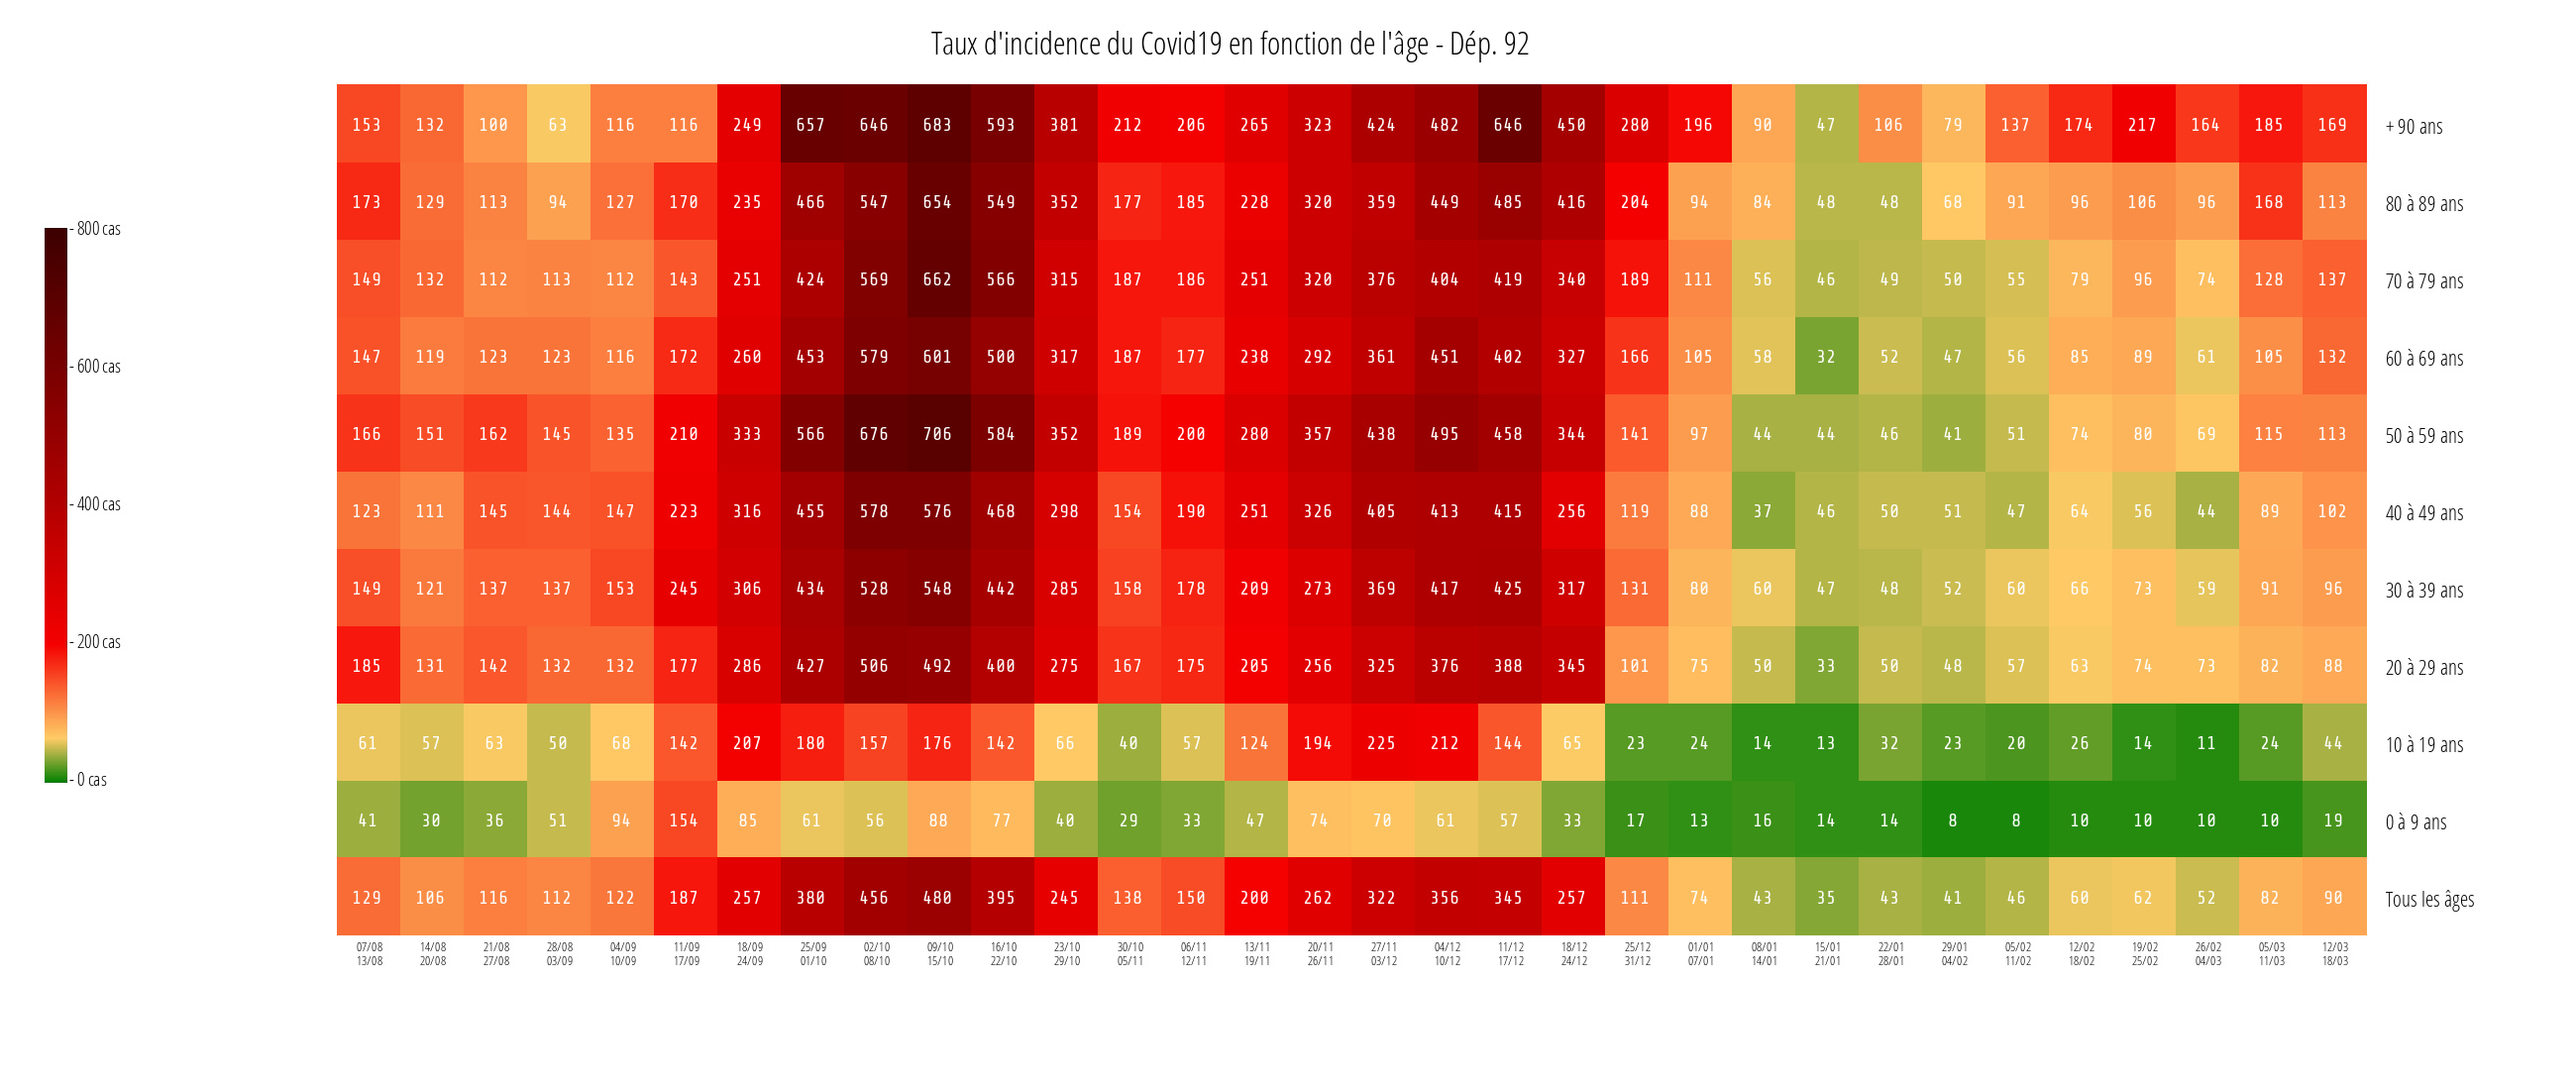 Taux d'incidence du Covid19 en fonction de l'âge - Dép. 92
- 800 cas
- 600 cas
- 400 cas
- 200 cas
- 0 cas
153 132 100 63 116 116 249 657 646 683 593 381 212 206 265 323 424 482 646 450 280 196 90 47 106 79 137 174 217 164 185 169 + 90 ans
173 129 113 94 127 170 235 466 547 654 549 352 177 185 228 320 359 449 485 416 204 94 84 48 48 68 91 96 106 96 168 113 80 à 89 ans
149 132 112 113 112 143 251 424 569 662 566 315 187 186 251 320 376 404 419 340 189 111 56 46 49 50 55 79 96 74 128 137 70 à 79 ans
147 119 123 123 116 172 260 453 579 601 500 317 187 177 238 292 361 451 402 327 166 105 58 32 52 47 56 85 89 61 105 132 60 à 69 ans
166 151 162 145 135 210 333 566 676 706 584 352 189 200 280 357 438 495 458 344 141 97 44 44 46 41 51 74 80 69 115 113 50 à 59 ans
123 111 145 144 147 223 316 455 578 576 468 298 154 190 251 326 405 413 415 256 119 88 37 46 50 51 47 64 56 44 89 102 40 à 49 ans
149 121 137 137 153 245 306 434 528 548 442 285 158 178 209 273 369 417 425 317 131 80 60 47 48 52 60 66 73 59 91 96 30 à 39 ans
185 131 142 132 132 177 286 427 506 492 400 275 167 175 205 256 325 376 388 345 101 75 50 33 50 48 57 63 74 73 82 88 20 à 29 ans
61 57 63 50 68 142 207 180 157 176 142 66 40 57 124 194 225 212 144 65 23 24 14 13 32 23 20 26 14 11 24 44 10 à 19 ans
41 30 36 51 94 154 85 61 56 88 77 40 29 33 47 74 70 61 57 33 17 13 16 14 14 8 8 10 10 10 10 19 0 à 9 ans
129 106 116 112 122 187 257 380 456 480 395 245 138 150 200 262 322 356 345 257 111 74 43 35 43 41 46 60 62 52 82 90 Tous les âges
07/08 14/08 21/08 28/08 04/09 11/09 18/09 25/09 02/10 09/10 16/10 23/10 30/10 06/11 13/11 20/11 27/11 04/12 11/12 18/12 25/12 01/01 08/01 15/01 22/01 29/01 05/02 12/02 19/02 26/02 05/03 12/03
13/08 20/08 27/08 03/09 10/09 17/09 24/09 01/10 08/10 15/10 22/10 29/10 05/11 12/11 19/11 26/11 03/12 10/12 17/12 24/12 31/12 07/01 14/01 21/01 28/01 04/02 11/02 18/02 25/02 04/03 11/03 18/03